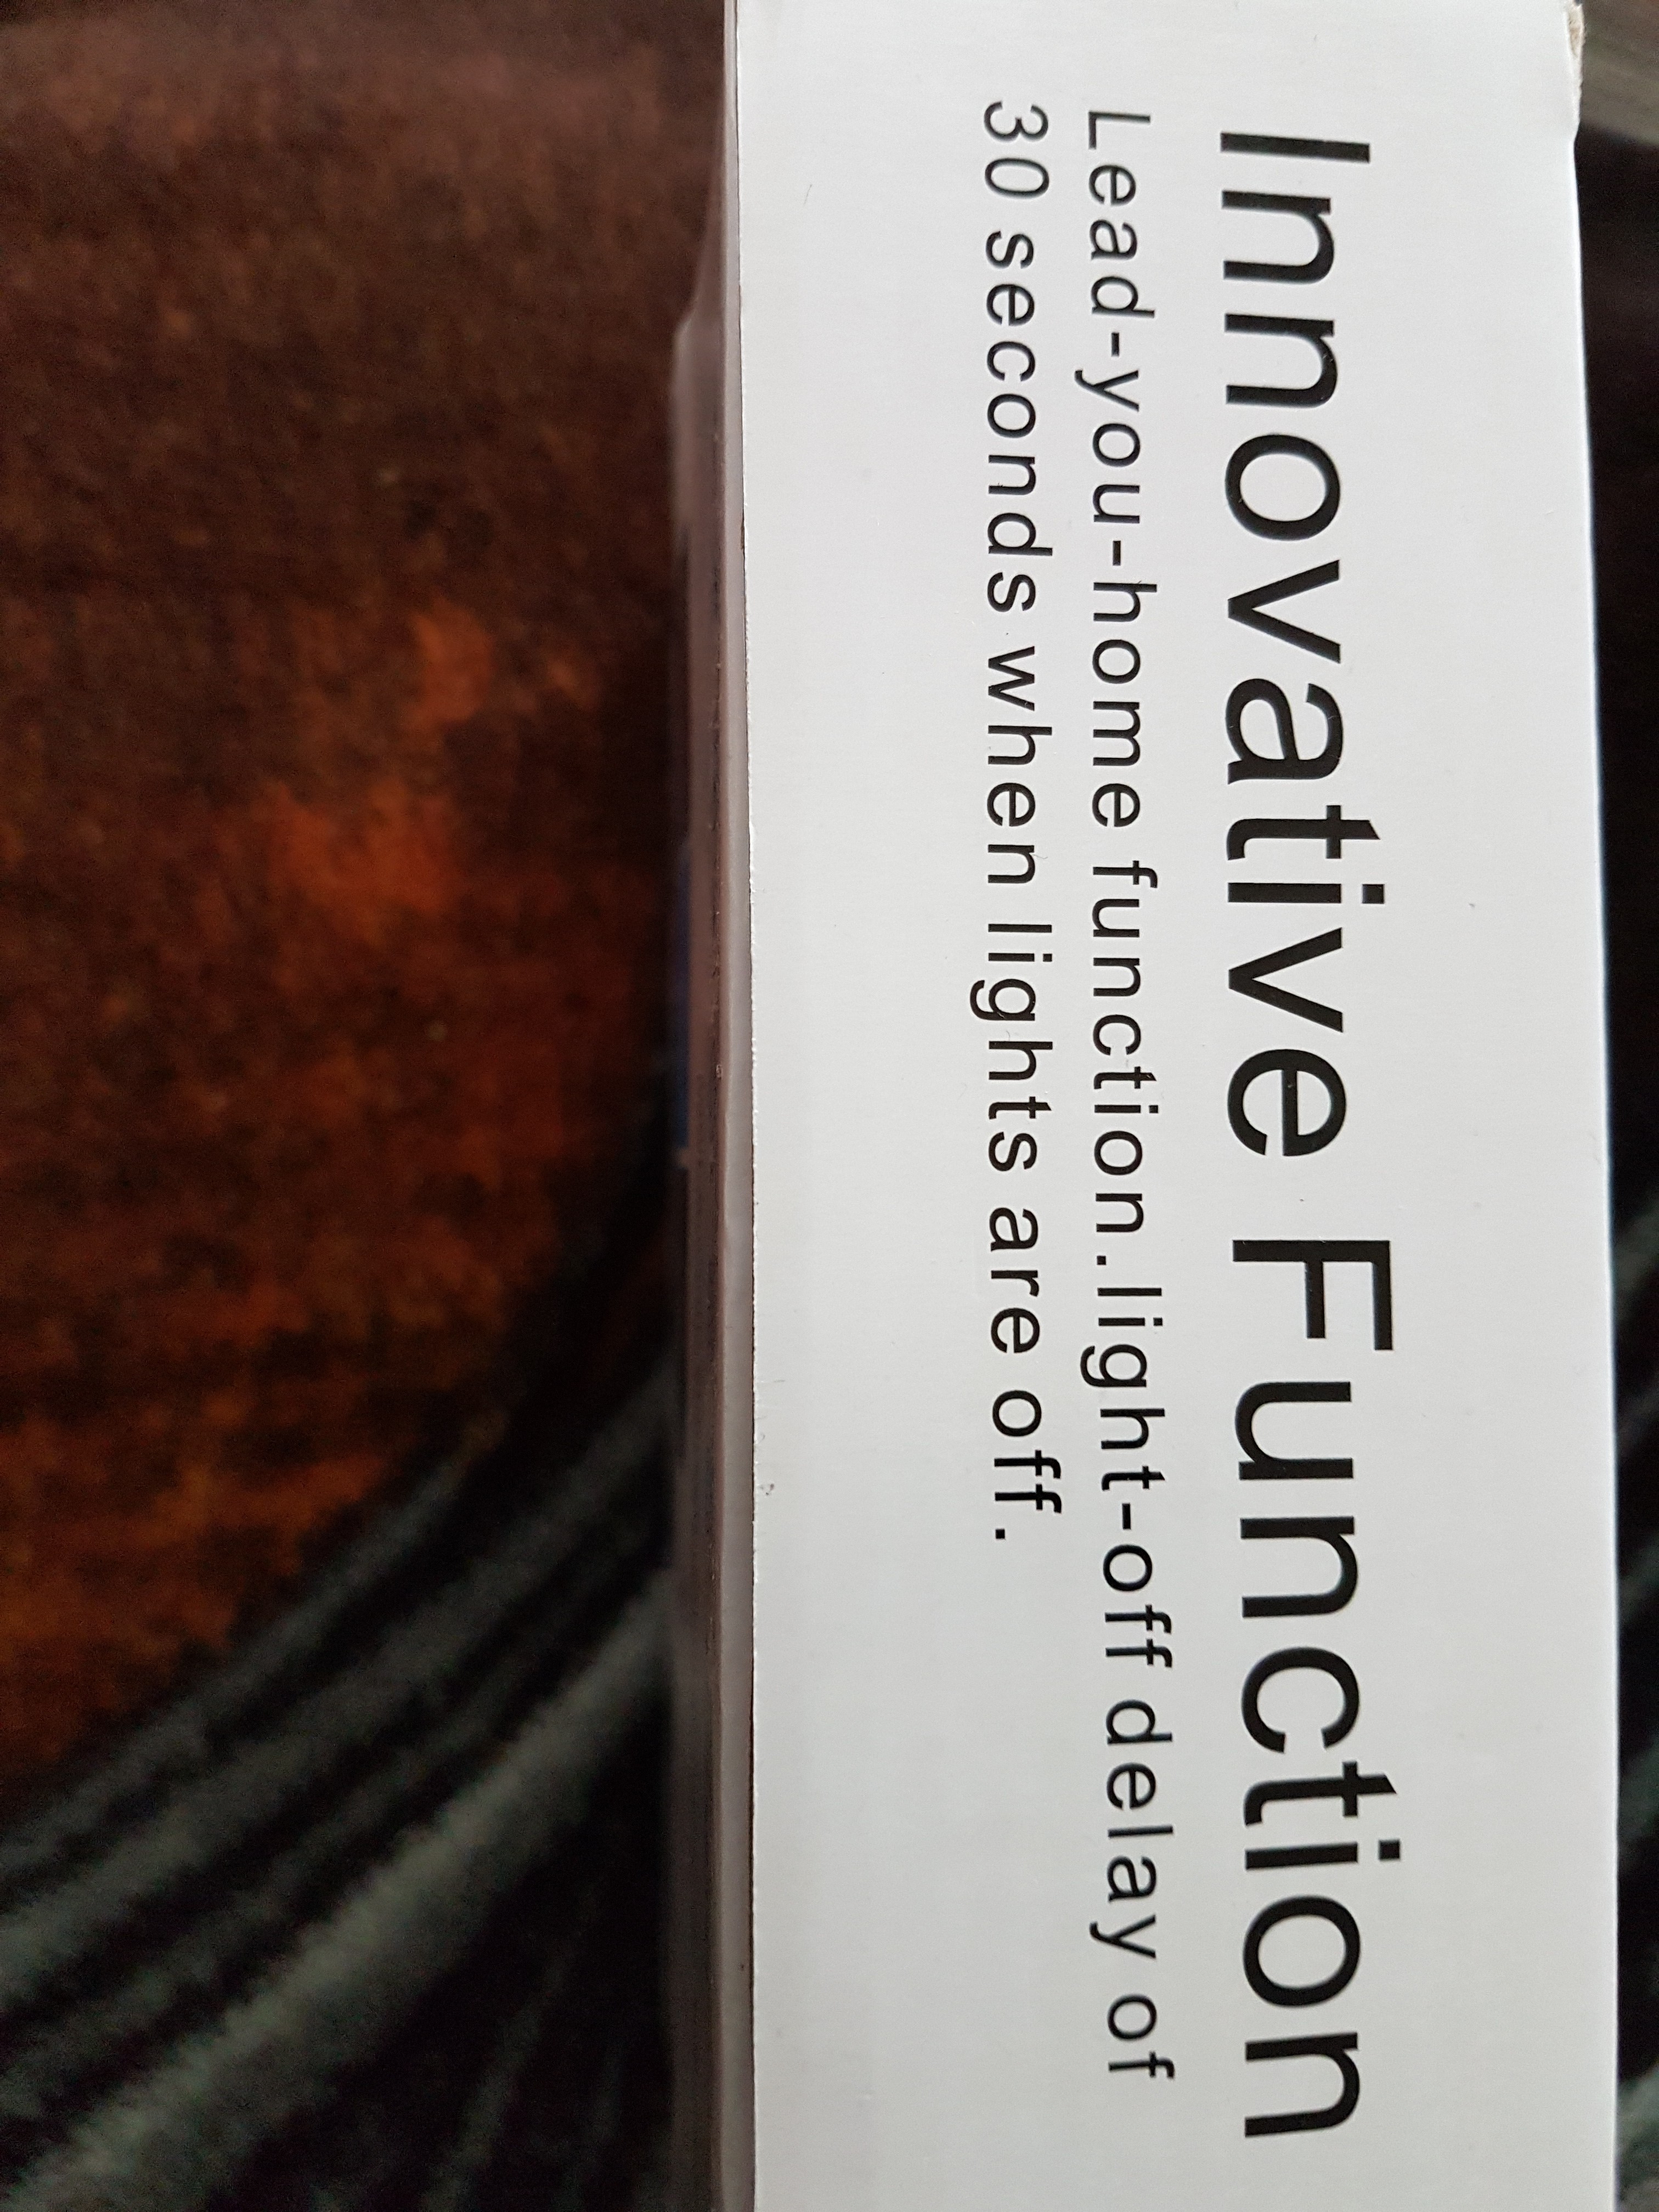 Innovative Function
Lead-you-home function.light-off delay of
30 seconds when lights are off.